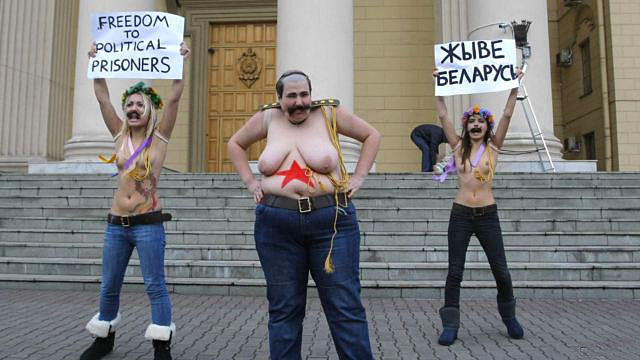 FREEDOM
TO
POLITICAL
PRISONERS
ЖЫВЕ
БЕЛАРУСЬ